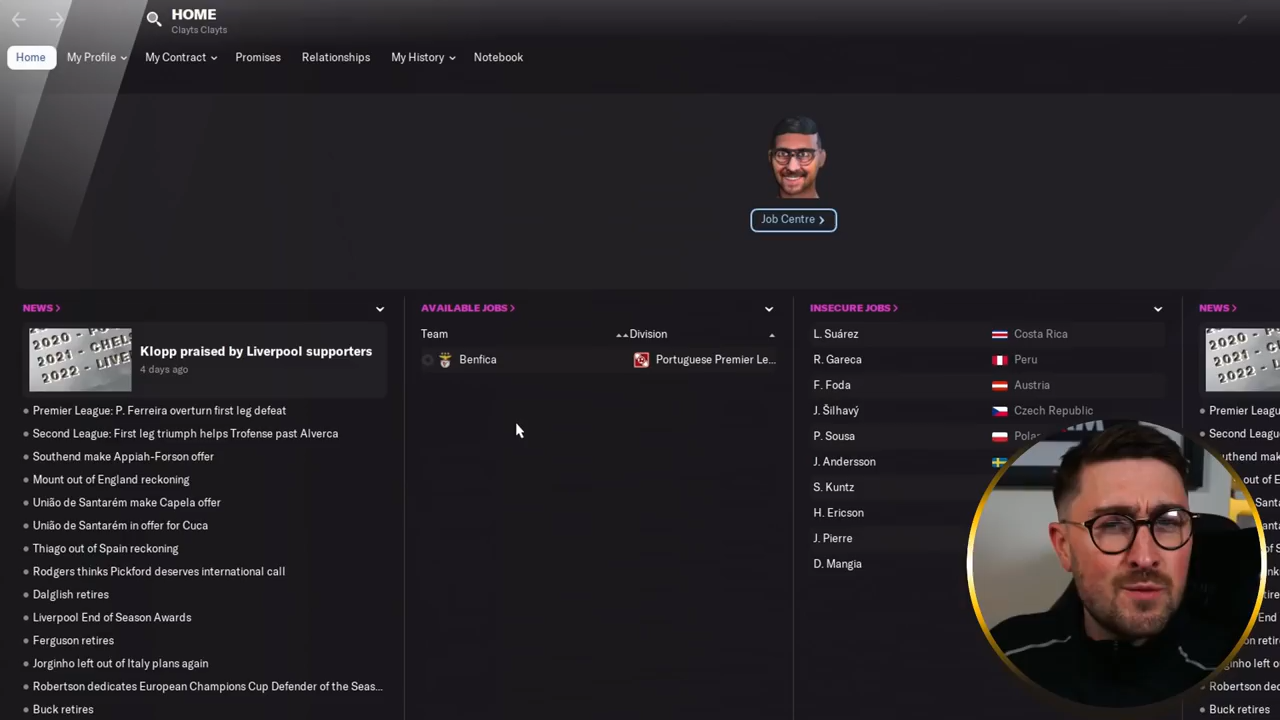 HOME
Clayts Clayts
Home
My Profile
My Contract
Promises
Relationships
My History
Notebook
Job Centre
NEWS
Klopp praised by Liverpool supporters
4 days ago
Premier League: P. Ferreira overturn first leg defeat
Second League: First leg triumph helps Trofense past Alverca
Southend make Appiah-Forson offer
Mount out of England reckoning
União de Santarém make Capela offer
União de Santarém in offer for Cuca
Thiago out of Spain reckoning
Rodgers thinks Pickford deserves international call
Dalglish retires
Liverpool End of Season Awards
Ferguson retires
Jorginho left out of Italy plans again
Robertson dedicates European Champions Cup Defender of the Seas...
Buck retires
AVAILABLE JOBS
Team Division
Benfica Portuguese Premier Le...
INSECURE JOBS
L. Suárez Costa Rica
R. Gareca Peru
F. Foda Austria
J. Šilhavý Czech Republic
P. Sousa
J. Andersson
S. Kuntz
H. Ericson
J. Pierre
D. Mangia
NEWS
Premier League
Second League